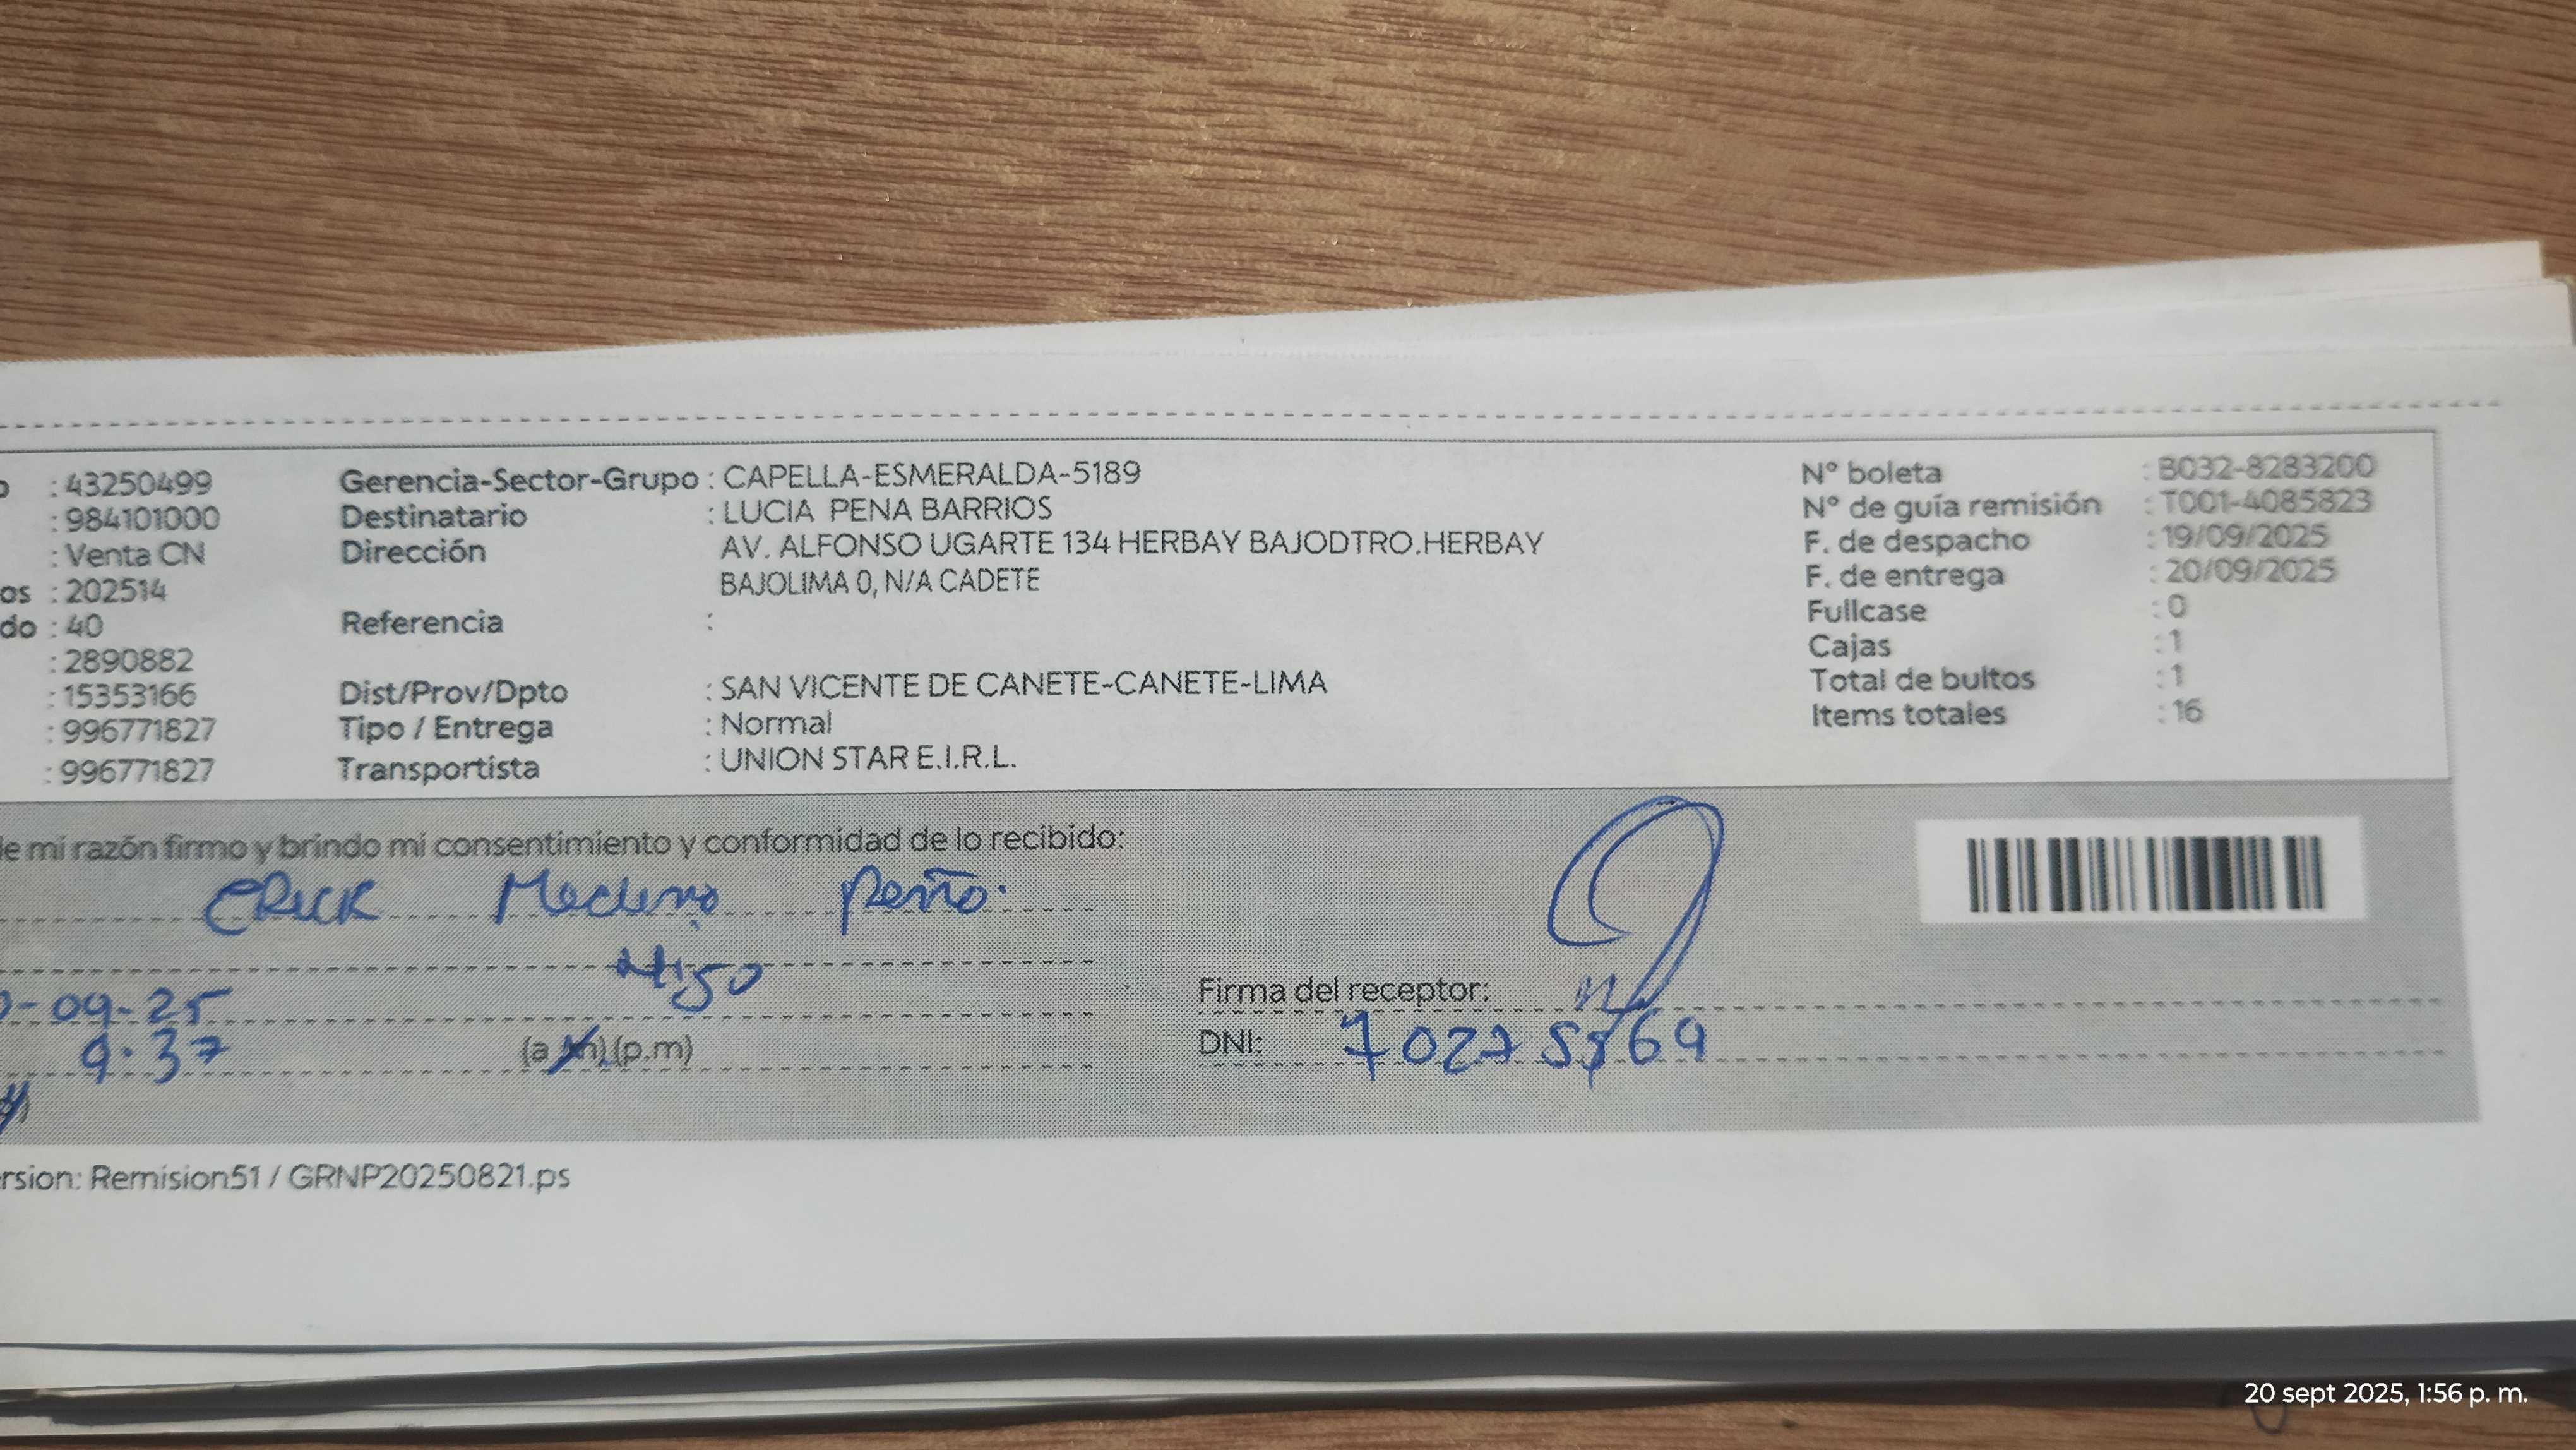 : 43250499 Gerencia-Sector-Grupo : CAPELLA-ESMERALDA-5189 N° boleta : B032-8283200
: 984101000 Destinatario : LUCIA PENA BARRIOS N° de guía remisión : T001-4085823
: Venta CN Dirección AV. ALFONSO UGARTE 134 HERBAY BAJODTRO.HERBAY F. de despacho : 19/09/2025
os : 202514 BAJOLIMA 0, N/A CADETE F. de entrega : 20/09/2025
do : 40 Referencia : Fullcase : 0
: 2890882 Cajas : 1
: 15353166 Dist/Prov/Dpto : SAN VICENTE DE CANETE-CANETE-LIMA Total de bultos : 1
: 996771827 Tipo / Entrega : Normal Items totales : 16
: 996771827 Transportista : UNION STAR E.I.R.L.
de mi razón firmo y brindo mi consentimiento y conformidad de lo recibido:
ERICK Peña.
Hijo
-09-25 Firma del receptor:
9:37 (a.m) (p.m) DNI:
rsion: Remision51 / GRNP20250821.ps
20 sept 2025, 1:56 p. m.